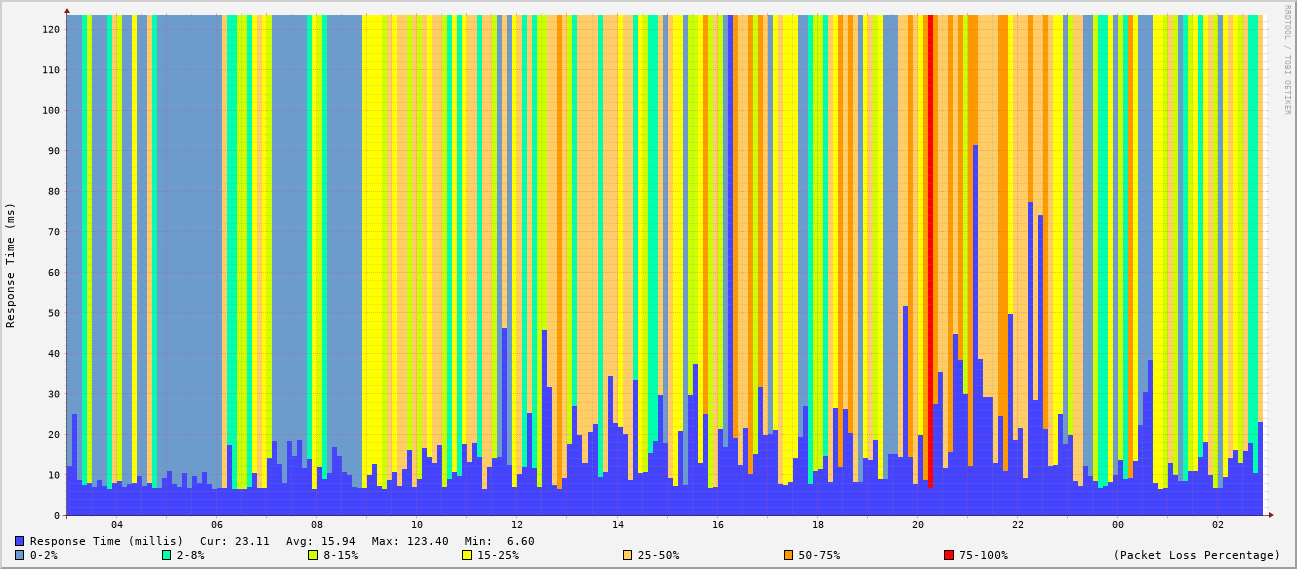 RRDTOOL / TOBI OETIKER
Response Time (ms)
120
110
100
90
80
70
60
50
40
30
20
10
0
04 06 08 10 12 14 16 18 20 22 00 02
Response Time (millis) Cur: 23.11 Avg: 15.94 Max: 123.40 Min: 6.60
0-2% 2-8% 8-15% 15-25% 25-50% 50-75% 75-100% (Packet Loss Percentage)